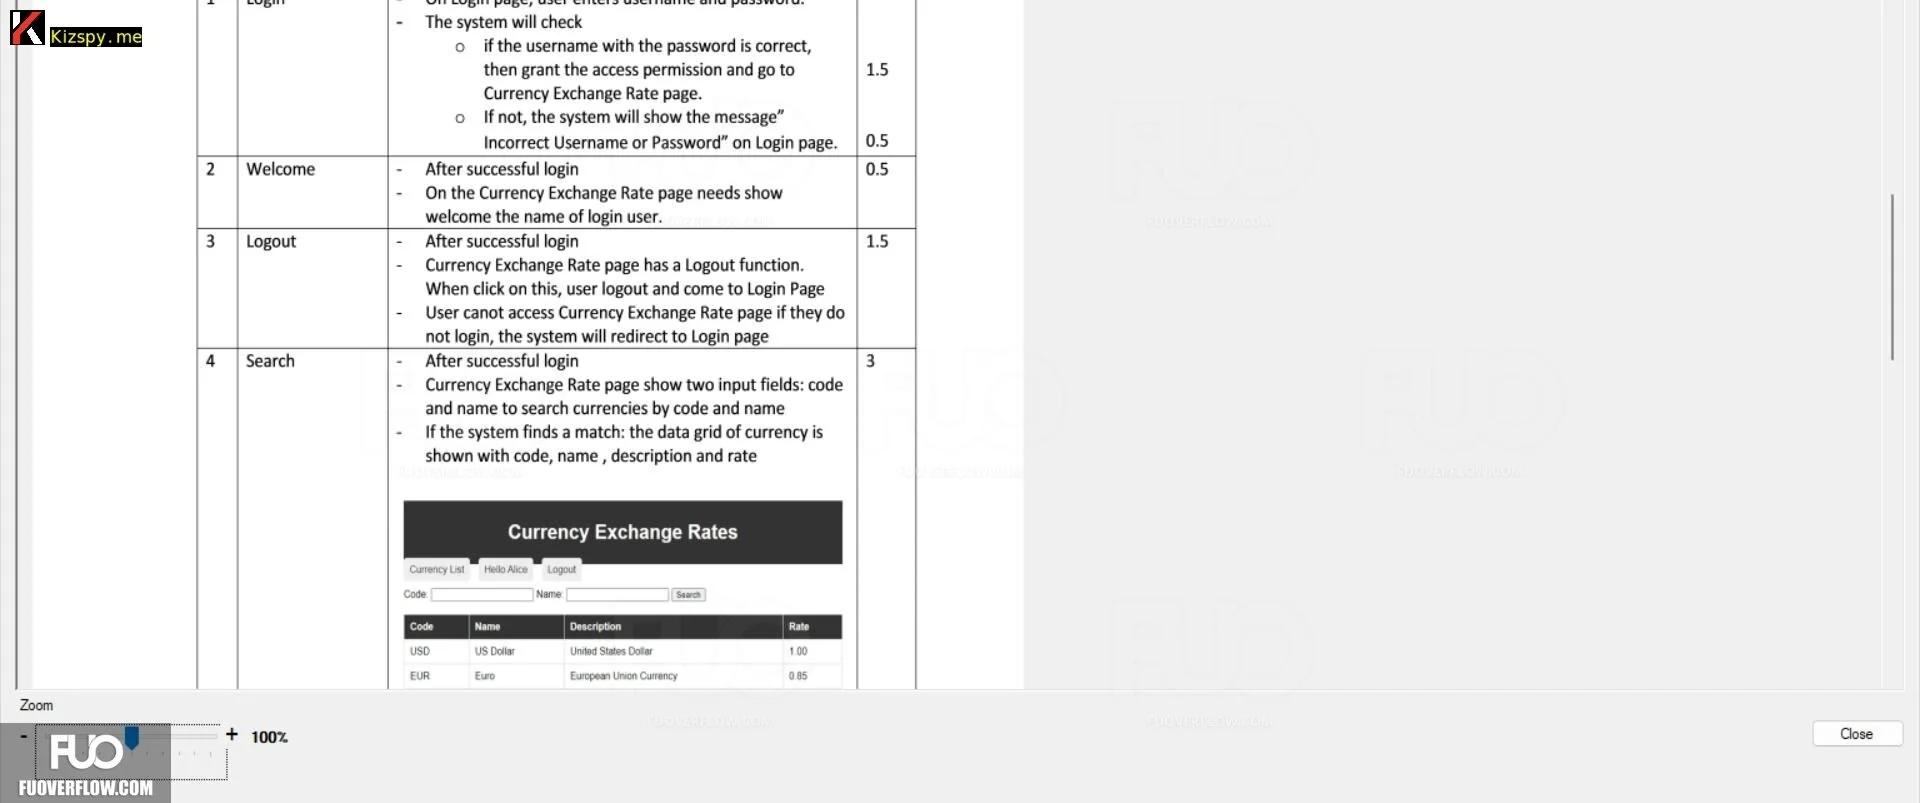 Kizspy.me
1 Login - On Login page, user enters username and password.
- The system will check
o if the username with the password is correct,
then grant the access permission and go to 1.5
Currency Exchange Rate page.
o If not, the system will show the message”
Incorrect Username or Password” on Login page. 0.5
2 Welcome - After successful login 0.5
- On the Currency Exchange Rate page needs show
welcome the name of login user.
3 Logout - After successful login 1.5
- Currency Exchange Rate page has a Logout function.
When click on this, user logout and come to Login Page
- User canot access Currency Exchange Rate page if they do
not login, the system will redirect to Login page
4 Search - After successful login 3
- Currency Exchange Rate page show two input fields: code
and name to search currencies by code and name
- If the system finds a match: the data grid of currency is
shown with code, name , description and rate
Currency Exchange Rates
Currency List Hello Alice Logout
Code: Name: Search
Code Name Description Rate
USD US Dollar United States Dollar 1.00
EUR Euro European Union Currency 0.85
Zoom
- + 100%
Close
FUO
FUOVERFLOW.COM